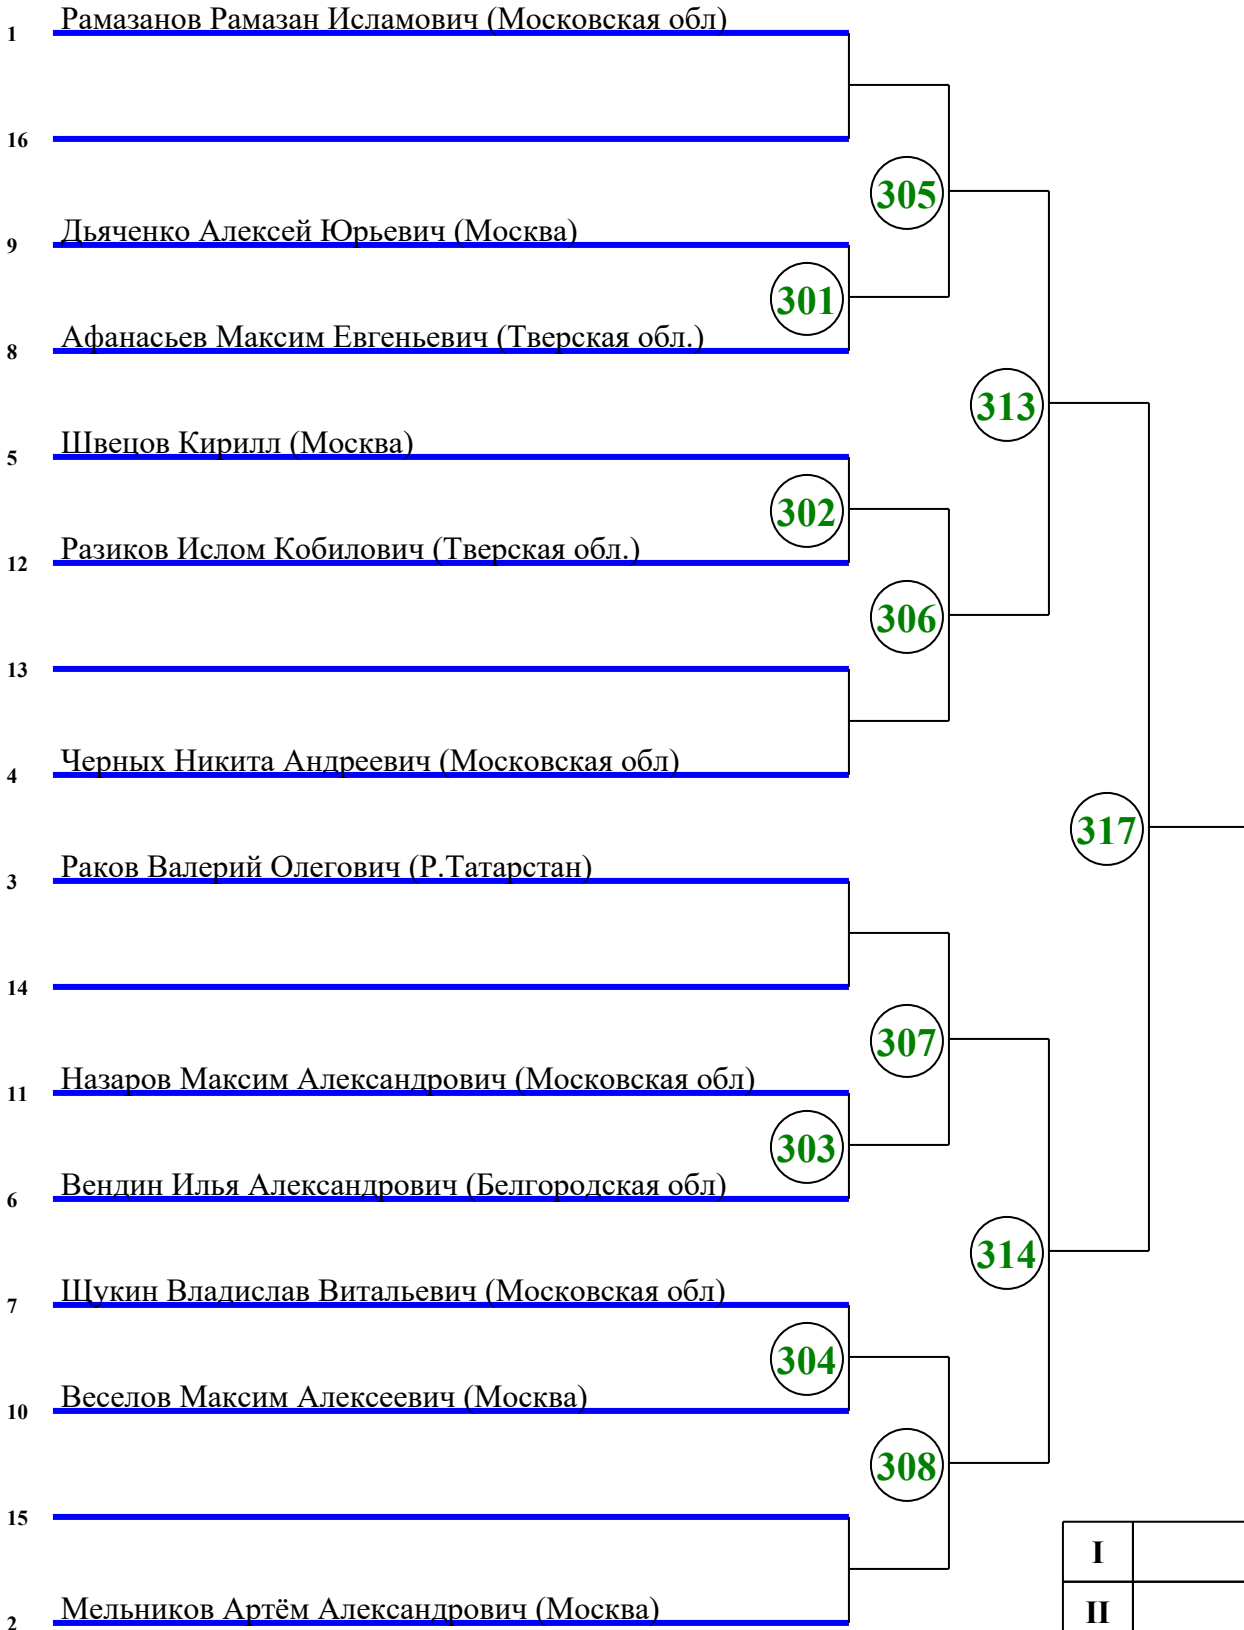 1 Рамазанов Рамазан Исламович (Московская обл)
16
305
9 Дьяченко Алексей Юрьевич (Москва)
301
8 Афанасьев Максим Евгеньевич (Тверская обл.)
313
5 Швецов Кирилл (Москва)
302
12 Разиков Ислом Кобилович (Тверская обл.)
306
13
4 Черных Никита Андреевич (Московская обл)
317
3 Раков Валерий Олегович (Р.Татарстан)
14
307
11 Назаров Максим Александрович (Московская обл)
303
6 Вендин Илья Александрович (Белгородская обл)
314
7 Щукин Владислав Витальевич (Московская обл)
304
10 Веселов Максим Алексеевич (Москва)
308
15
I
2 Мельников Артём Александрович (Москва)
II